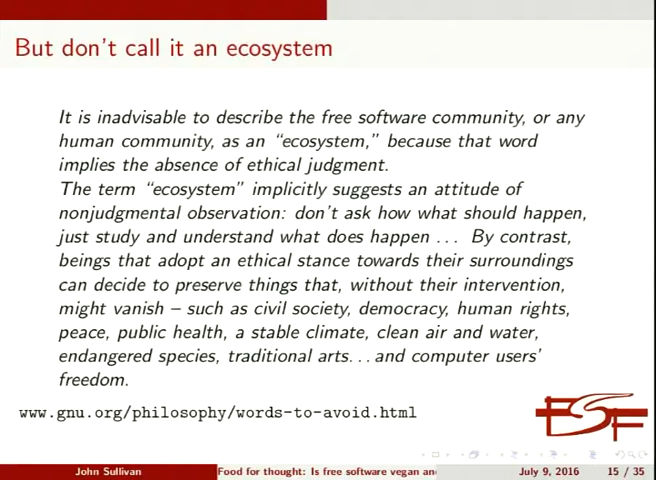 But don't call it an ecosystem
It is inadvisable to describe the free software community, or any
human community, as an “ecosystem,” because that word
implies the absence of ethical judgment.
The term “ecosystem” implicitly suggests an attitude of
nonjudgmental observation: don't ask how what should happen,
just study and understand what does happen ... By contrast,
beings that adopt an ethical stance towards their surroundings
can decide to preserve things that, without their intervention,
might vanish – such as civil society, democracy, human rights,
peace, public health, a stable climate, clean air and water,
endangered species, traditional arts...and computer users'
freedom.
www.gnu.org/philosophy/words-to-avoid.html
FSF
John Sullivan
Food for thought: Is free software vegan an
July 9, 2016
15 / 35